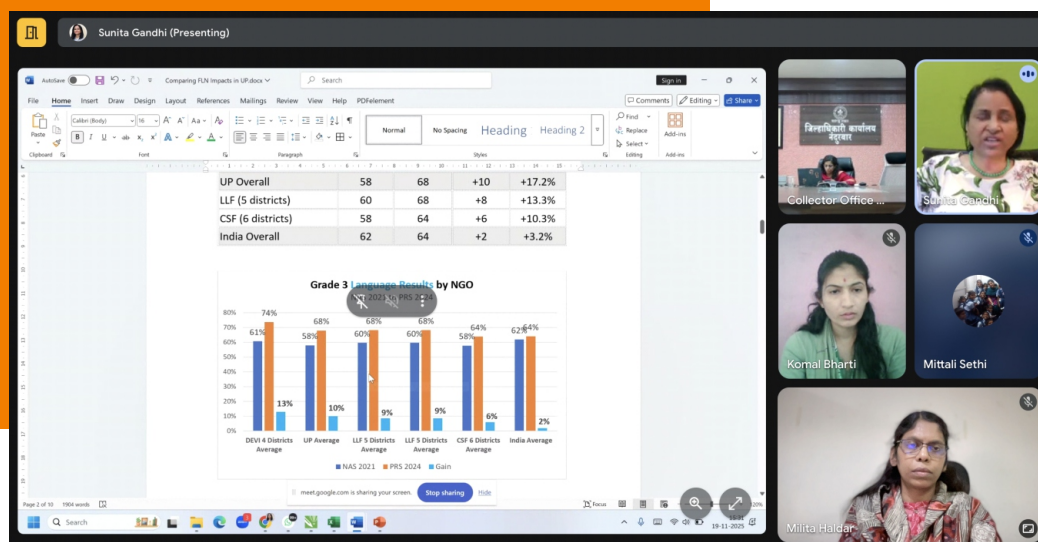 Sunita Gandhi (Presenting)
AutoSave
Comparing FLN Impacts in UP.docx
Search
Sign in
File Home Insert Draw Design Layout References Mailings Review View Help PDFelement
Comments Editing Share
Calibri (Body) 16
Paste
Normal No Spacing Heading Heading 2
Find
Replace
Select
Add-ins
Clipboard Font Paragraph Styles Editing Add-ins
UP Overall 58 68 +10 +17.2%
LLF (5 districts) 60 68 +8 +13.3%
CSF (6 districts) 58 64 +6 +10.3%
India Overall 62 64 +2 +3.2%
Grade 3 Language Results by NGO
NAS 2021 to PRS 2024
80%
70%
60%
50%
40%
30%
20%
10%
0%
61% 74% 13%
58% 68% 10%
60% 68% 9%
60% 68% 9%
58% 64% 6%
62% 64% 2%
DEVI 4 Districts Average
UP Average
LLF 5 Districts Average
LLF 5 Districts Average
CSF 6 Districts Average
India Average
NAS 2021 PRS 2024 Gain
meet.google.com is sharing your screen. Stop sharing Hide
Page 2 of 10 1904 words
Focus
Search
19-11-2025
जिल्हाधिकारी कार्यालय
नंदुरबार
Collector Office ...
Sunita Gandhi
Komal Bharti
Mittali Sethi
Milita Haldar